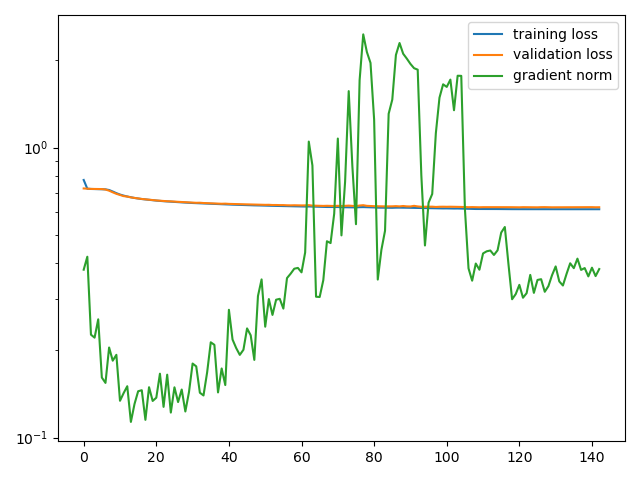 training loss
validation loss
gradient norm
10⁰
10⁻¹
0 20 40 60 80 100 120 140